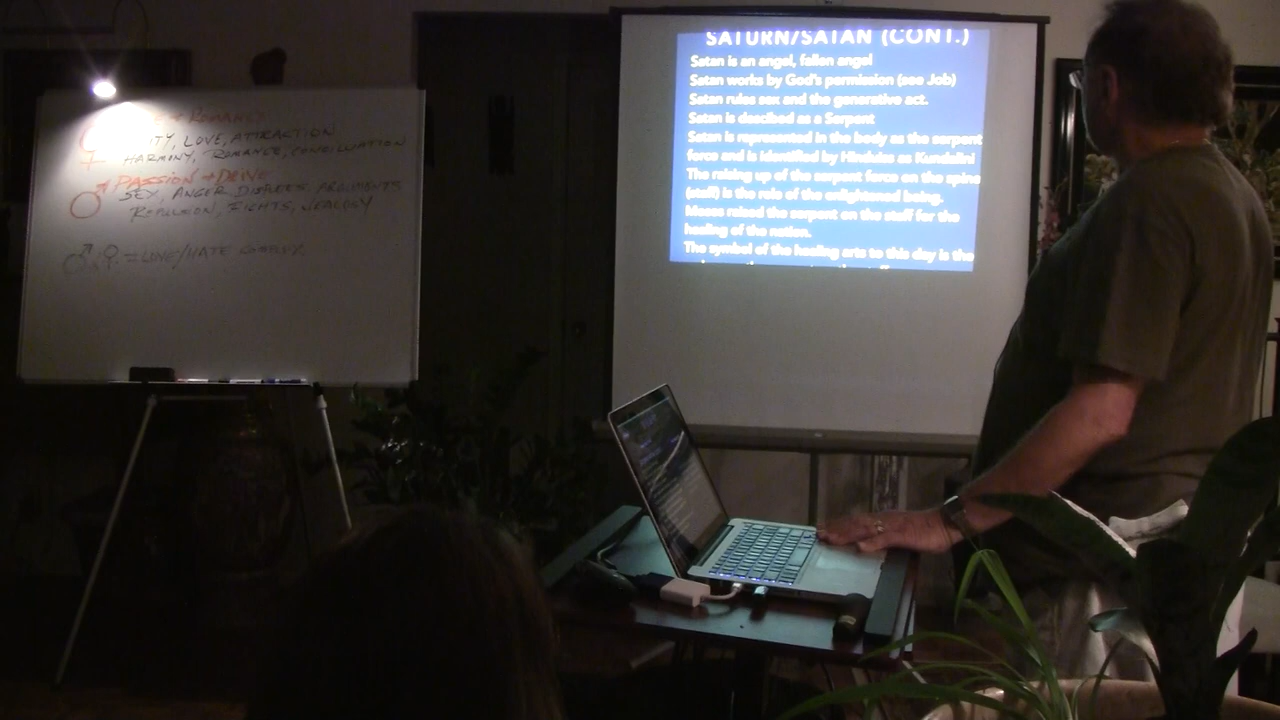 ROMANCE
ITY, LOVE, ATTRACTION
HARMONY, ROMANCE, CONCILIATION
PASSION + DRIVE
SEX, ANGER, DISPUTES, ARGUMENTS
REPULSION, FIGHTS, JEALOUSY
♂ ♀ = LOVE/HATE COMPLEX
SATURN/SATAN (CONT.)
Satan is an angel, fallen angel
Satan works by God's permission (see Job)
Satan rules sex and the generative act.
Satan is descibed as a Serpent
Satan is represented in the body as the serpent
force and is identified by Hinduism as Kundalini
The raising up of the serpent force on the spine
(staff) is the role of the enlightened being.
Moses raised the serpent on the staff for the
healing of the nation.
The symbol of the healing arts to this day is the